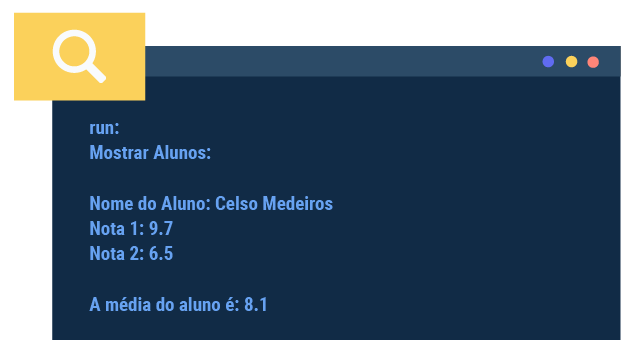 run:
Mostrar Alunos:
Nome do Aluno: Celso Medeiros
Nota 1: 9.7
Nota 2: 6.5
A média do aluno é: 8.1